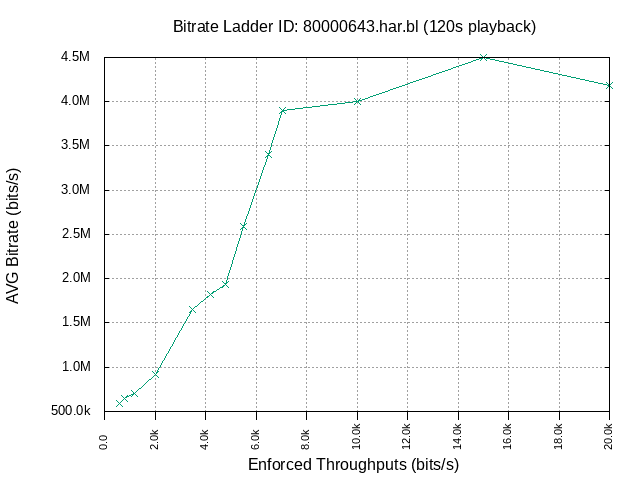 Bitrate Ladder ID: 80000643.har.bl (120s playback)
AVG Bitrate (bits/s)
4.5M
4.0M
3.5M
3.0M
2.5M
2.0M
1.5M
1.0M
500.0k
0.0
2.0k
4.0k
6.0k
8.0k
10.0k
12.0k
14.0k
16.0k
18.0k
20.0k
Enforced Throughputs (bits/s)